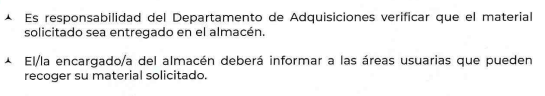 Es responsabilidad del Departamento de Adquisiciones verificar que el material
solicitado sea entregado en el almacén.
El/la encargado/a del almacén deberá informar a las áreas usuarias que pueden
recoger su material solicitado.